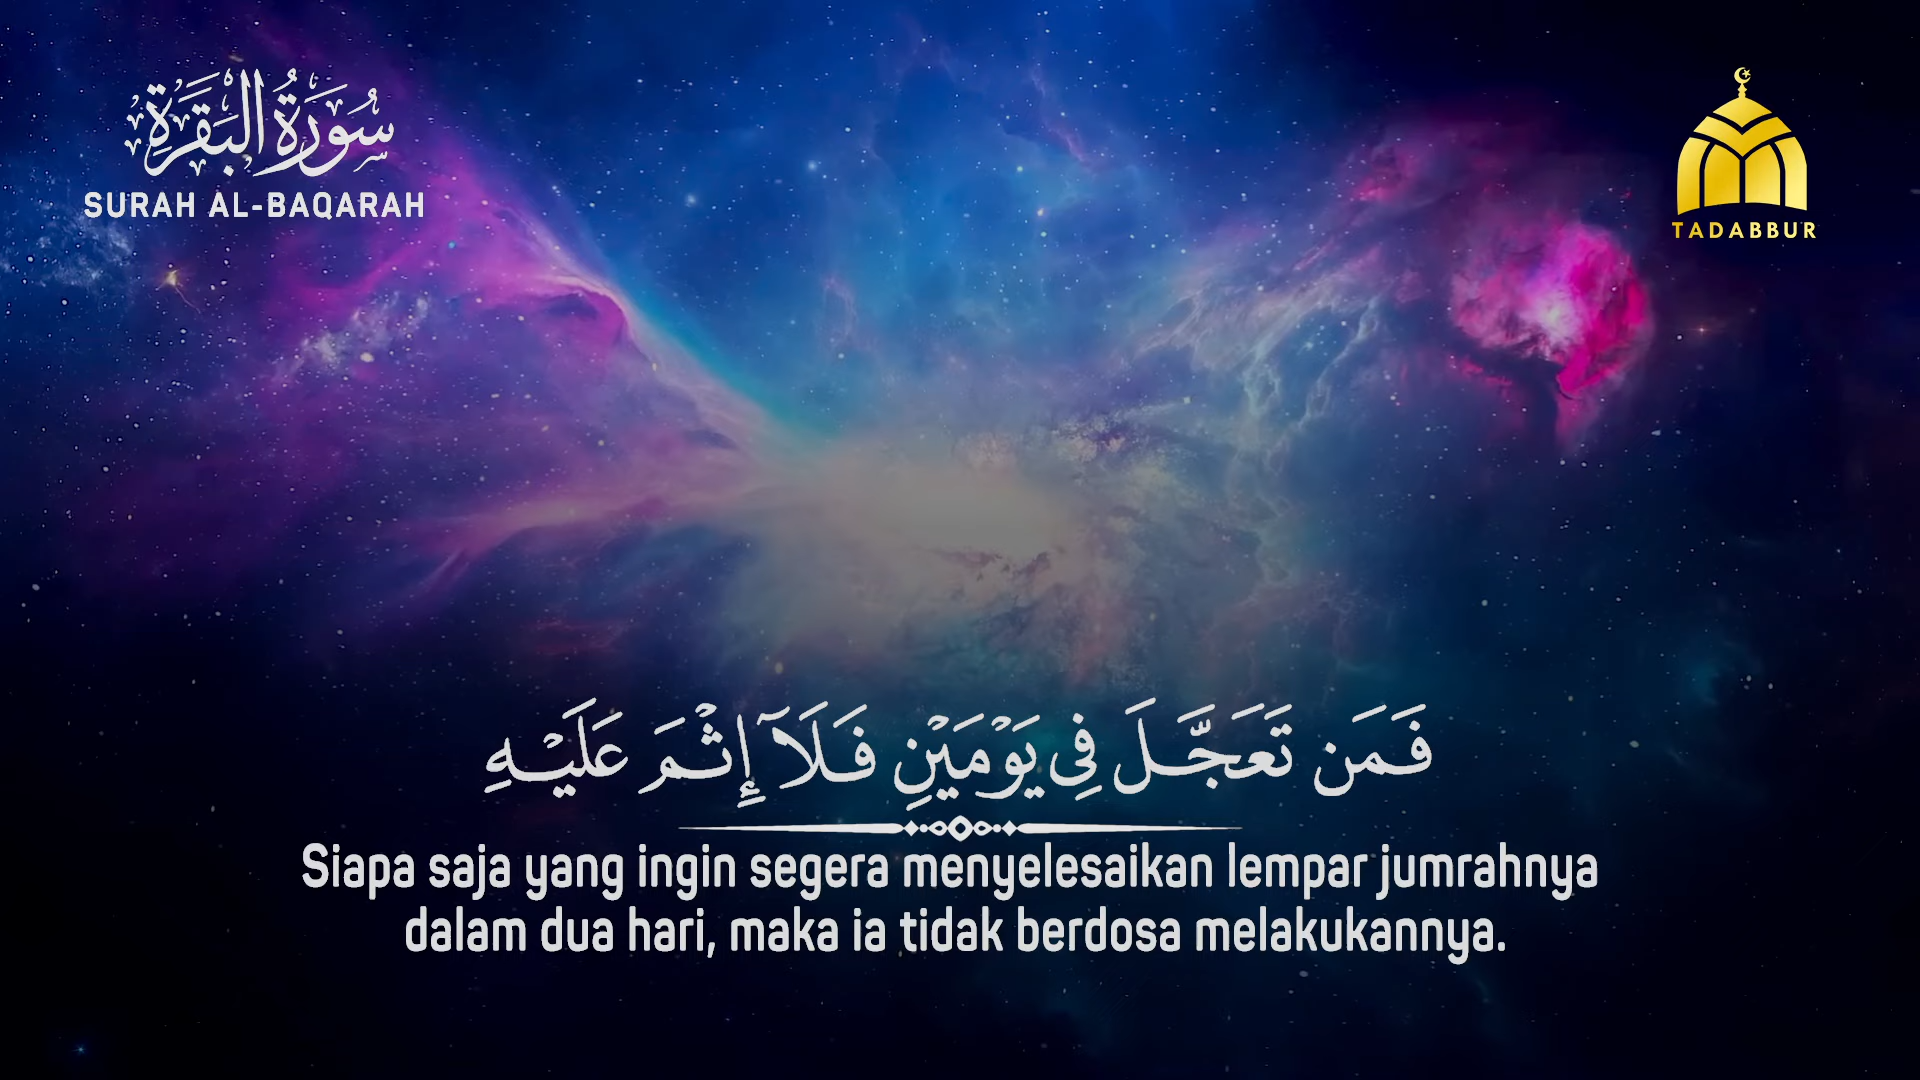 سُورَةُ الْبَقَرَةِ
SURAH AL-BAQARAH
TADABBUR
فَمَن تَعَجَّلَ فِى يَوْمَيْنِ فَلَآ إِثْمَ عَلَيْهِ
Siapa saja yang ingin segera menyelesaikan lempar jumrahnya
dalam dua hari, maka ia tidak berdosa melakukannya.